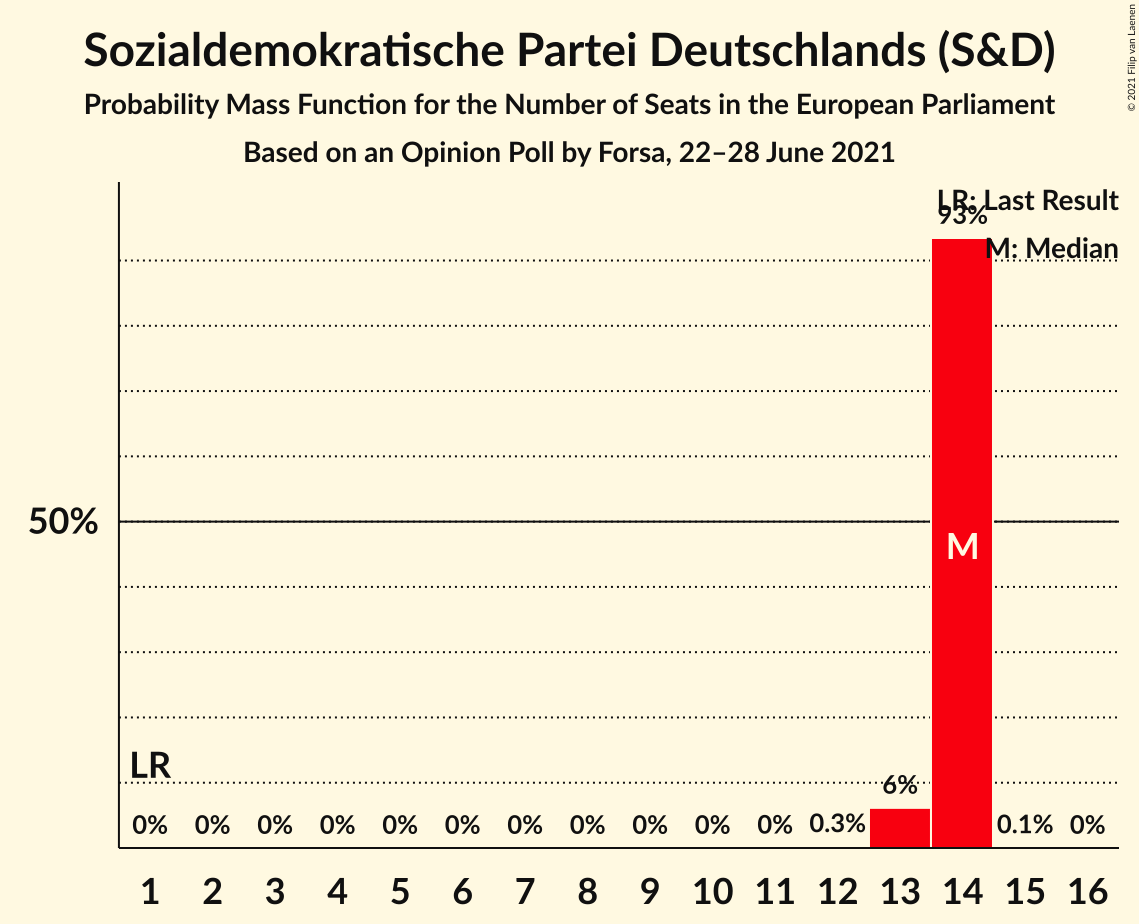 Sozialdemokratische Partei Deutschlands (S&D)
Probability Mass Function for the Number of Seats in the European Parliament
Based on an Opinion Poll by Forsa, 22–28 June 2021
© 2021 Filip van Laenen
LR: Last Result
93%
M: Median
50%
M
LR
6%
0% 0% 0% 0% 0% 0% 0% 0% 0% 0% 0% 0.3% 0.1% 0%
1 2 3 4 5 6 7 8 9 10 11 12 13 14 15 16